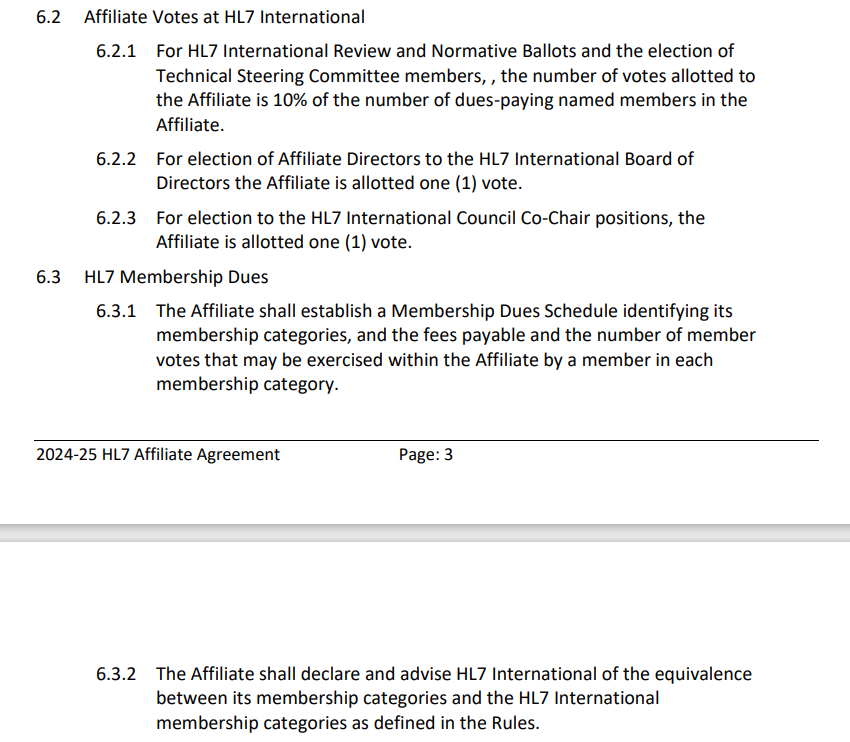 6.2 Affiliate Votes at HL7 International
6.2.1 For HL7 International Review and Normative Ballots and the election of
Technical Steering Committee members, , the number of votes allotted to
the Affiliate is 10% of the number of dues-paying named members in the
Affiliate.
6.2.2 For election of Affiliate Directors to the HL7 International Board of
Directors the Affiliate is allotted one (1) vote.
6.2.3 For election to the HL7 International Council Co-Chair positions, the
Affiliate is allotted one (1) vote.
6.3 HL7 Membership Dues
6.3.1 The Affiliate shall establish a Membership Dues Schedule identifying its
membership categories, and the fees payable and the number of member
votes that may be exercised within the Affiliate by a member in each
membership category.
2024-25 HL7 Affiliate Agreement Page: 3
6.3.2 The Affiliate shall declare and advise HL7 International of the equivalence
between its membership categories and the HL7 International
membership categories as defined in the Rules.